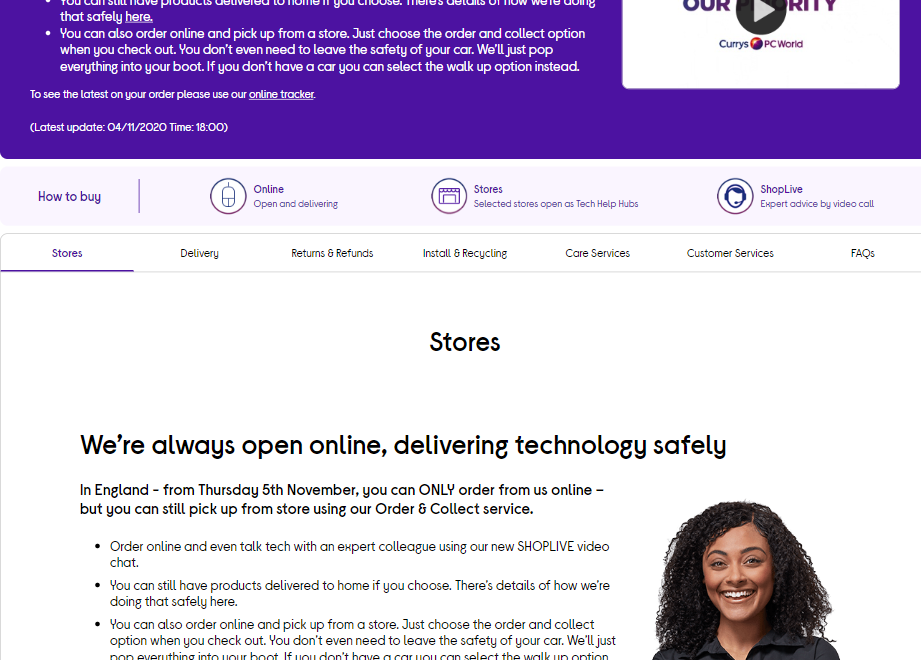 You can still have products delivered to home if you choose. There's details of how we're doing
that safely here.
You can also order online and pick up from a store. Just choose the order and collect option
when you check out. You don't even need to leave the safety of your car. We'll just pop
everything into your boot. If you don't have a car you can select the walk up option instead.
To see the latest on your order please use our online tracker.
(Latest update: 04/11/2020 Time: 18:00)
OUR PRIORITY
Currys PC World
How to buy
Online
Open and delivering
Stores
Selected stores open as Tech Help Hubs
ShopLive
Expert advice by video call
Stores
Delivery
Returns & Refunds
Install & Recycling
Care Services
Customer Services
FAQs
Stores
We're always open online, delivering technology safely
In England - from Thursday 5th November, you can ONLY order from us online –
but you can still pick up from store using our Order & Collect service.
Order online and even talk tech with an expert colleague using our new SHOPLIVE video
chat.
You can still have products delivered to home if you choose. There's details of how we're
doing that safely here.
You can also order online and pick up from a store. Just choose the order and collect
option when you check out. You don't even need to leave the safety of your car. We'll just
pop everything into your boot. If you don't have a car you can select the walk up option